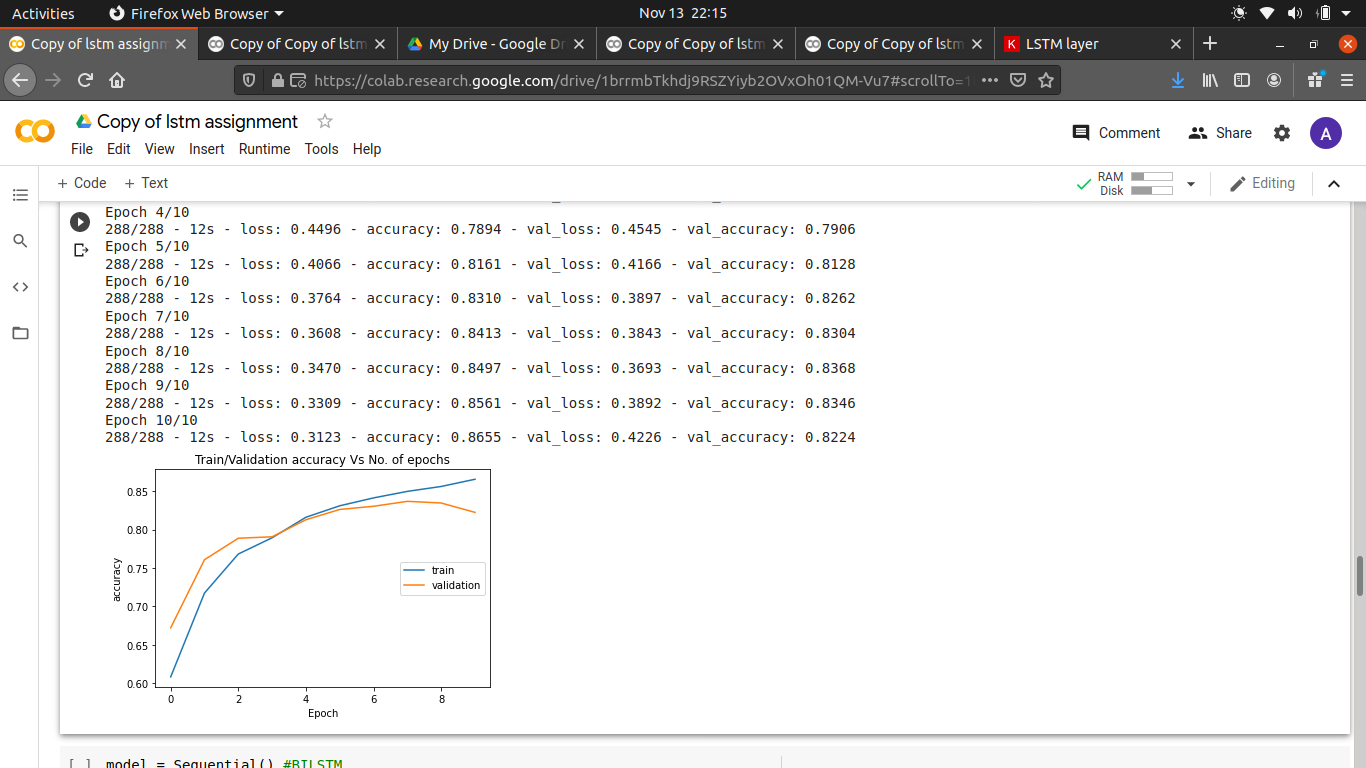 Activities
Firefox Web Browser
Nov 13 22:15
Copy of lstm assignm
Copy of Copy of lstm
My Drive - Google Dr
Copy of Copy of lstm
Copy of Copy of lstm
K LSTM layer
https://colab.research.google.com/drive/1brrmbTkhdj9RSZYiyb2OVxOh01QM-Vu7#scrollTo=1
Copy of lstm assignment
Comment
Share
A
File Edit View Insert Runtime Tools Help
+ Code + Text
RAM
Disk
Editing
Epoch 4/10
288/288 - 12s - loss: 0.4496 - accuracy: 0.7894 - val_loss: 0.4545 - val_accuracy: 0.7906
Epoch 5/10
288/288 - 12s - loss: 0.4066 - accuracy: 0.8161 - val_loss: 0.4166 - val_accuracy: 0.8128
Epoch 6/10
288/288 - 12s - loss: 0.3764 - accuracy: 0.8310 - val_loss: 0.3897 - val_accuracy: 0.8262
Epoch 7/10
288/288 - 12s - loss: 0.3608 - accuracy: 0.8413 - val_loss: 0.3843 - val_accuracy: 0.8304
Epoch 8/10
288/288 - 12s - loss: 0.3470 - accuracy: 0.8497 - val_loss: 0.3693 - val_accuracy: 0.8368
Epoch 9/10
288/288 - 12s - loss: 0.3309 - accuracy: 0.8561 - val_loss: 0.3892 - val_accuracy: 0.8346
Epoch 10/10
288/288 - 12s - loss: 0.3123 - accuracy: 0.8655 - val_loss: 0.4226 - val_accuracy: 0.8224
Train/Validation accuracy Vs No. of epochs
0.85
0.80
0.75
0.70
0.65
0.60
accuracy
train
validation
0 2 4 6 8
Epoch
[ ] model = Sequential() #BILSTM